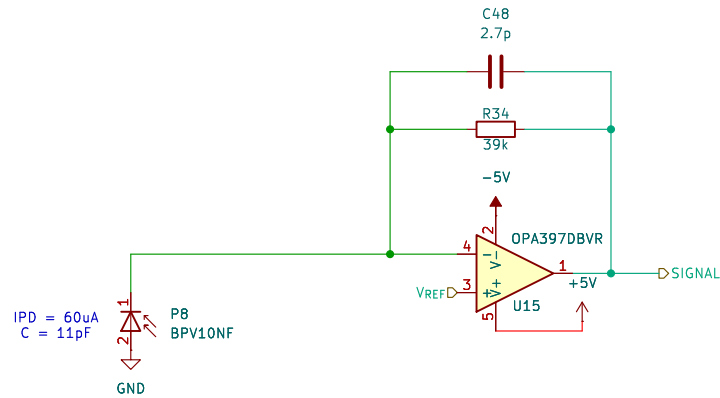 C48
2.7p
R34
39k
-5V
2
OPA397DBVR
4
-
V-
1
SIGNAL
+5V
VREF
3
+
V+
U15
5
1
IPD = 60uA
P8
C = 11pF
BPV10NF
2
GND